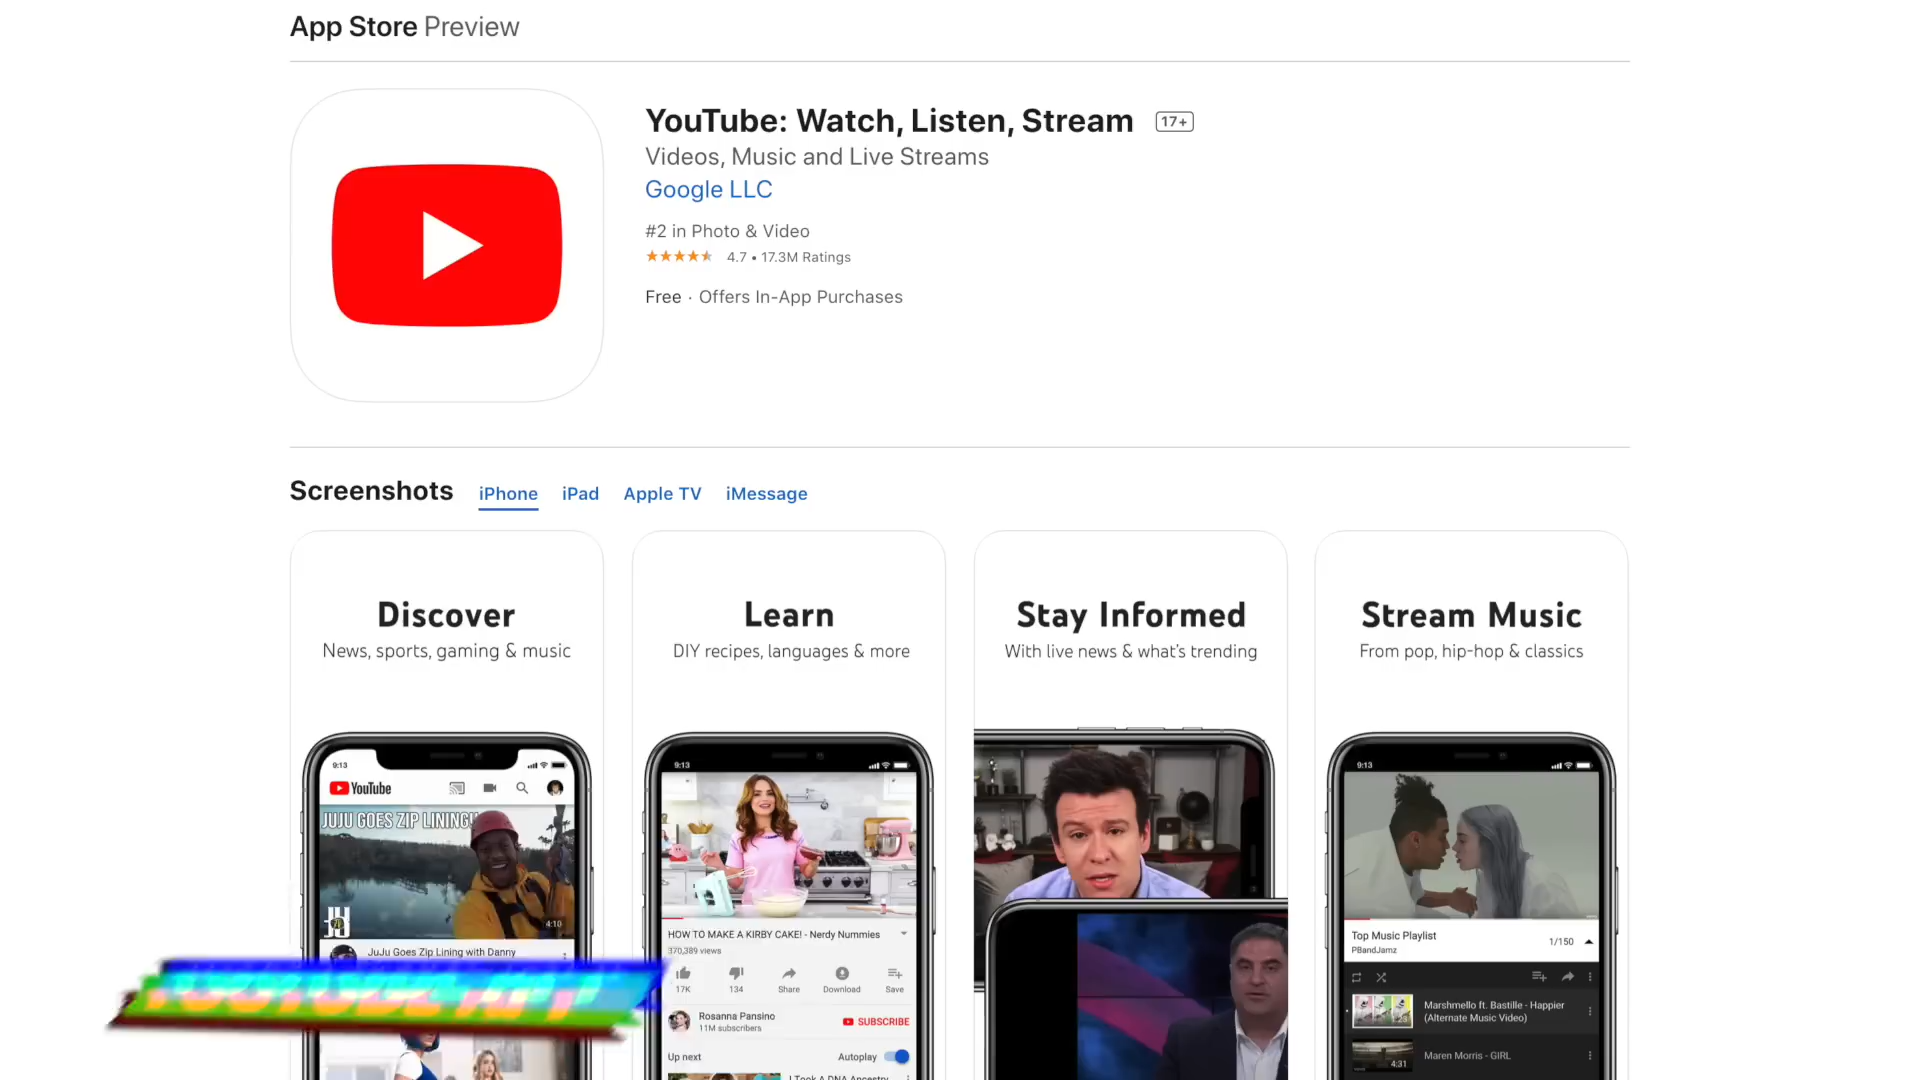 App Store Preview
YouTube: Watch, Listen, Stream 17+
Videos, Music and Live Streams
Google LLC
#2 in Photo & Video
4.7 • 17.3M Ratings
Free · Offers In-App Purchases
Screenshots iPhone iPad Apple TV iMessage
Discover
News, sports, gaming & music
9:13
YouTube
JUJU GOES ZIP LINING!!
4:10
JuJu Goes Zip Lining with Danny
Learn
DIY recipes, languages & more
9:13
HOW TO MAKE A KIRBY CAKE! - Nerdy Nummies
370,389 views
17K 134 Share Download Save
Rosanna Pansino
11M subscribers
SUBSCRIBE
Up next Autoplay
I Took A DNA Ancestry
Stay Informed
With live news & what's trending
Stream Music
From pop, hip-hop & classics
9:13
Top Music Playlist
PBandJamz
1/150
Marshmello ft. Bastille - Happier
(Alternate Music Video)
Maren Morris - GIRL
4:31
YOUTUBE APP